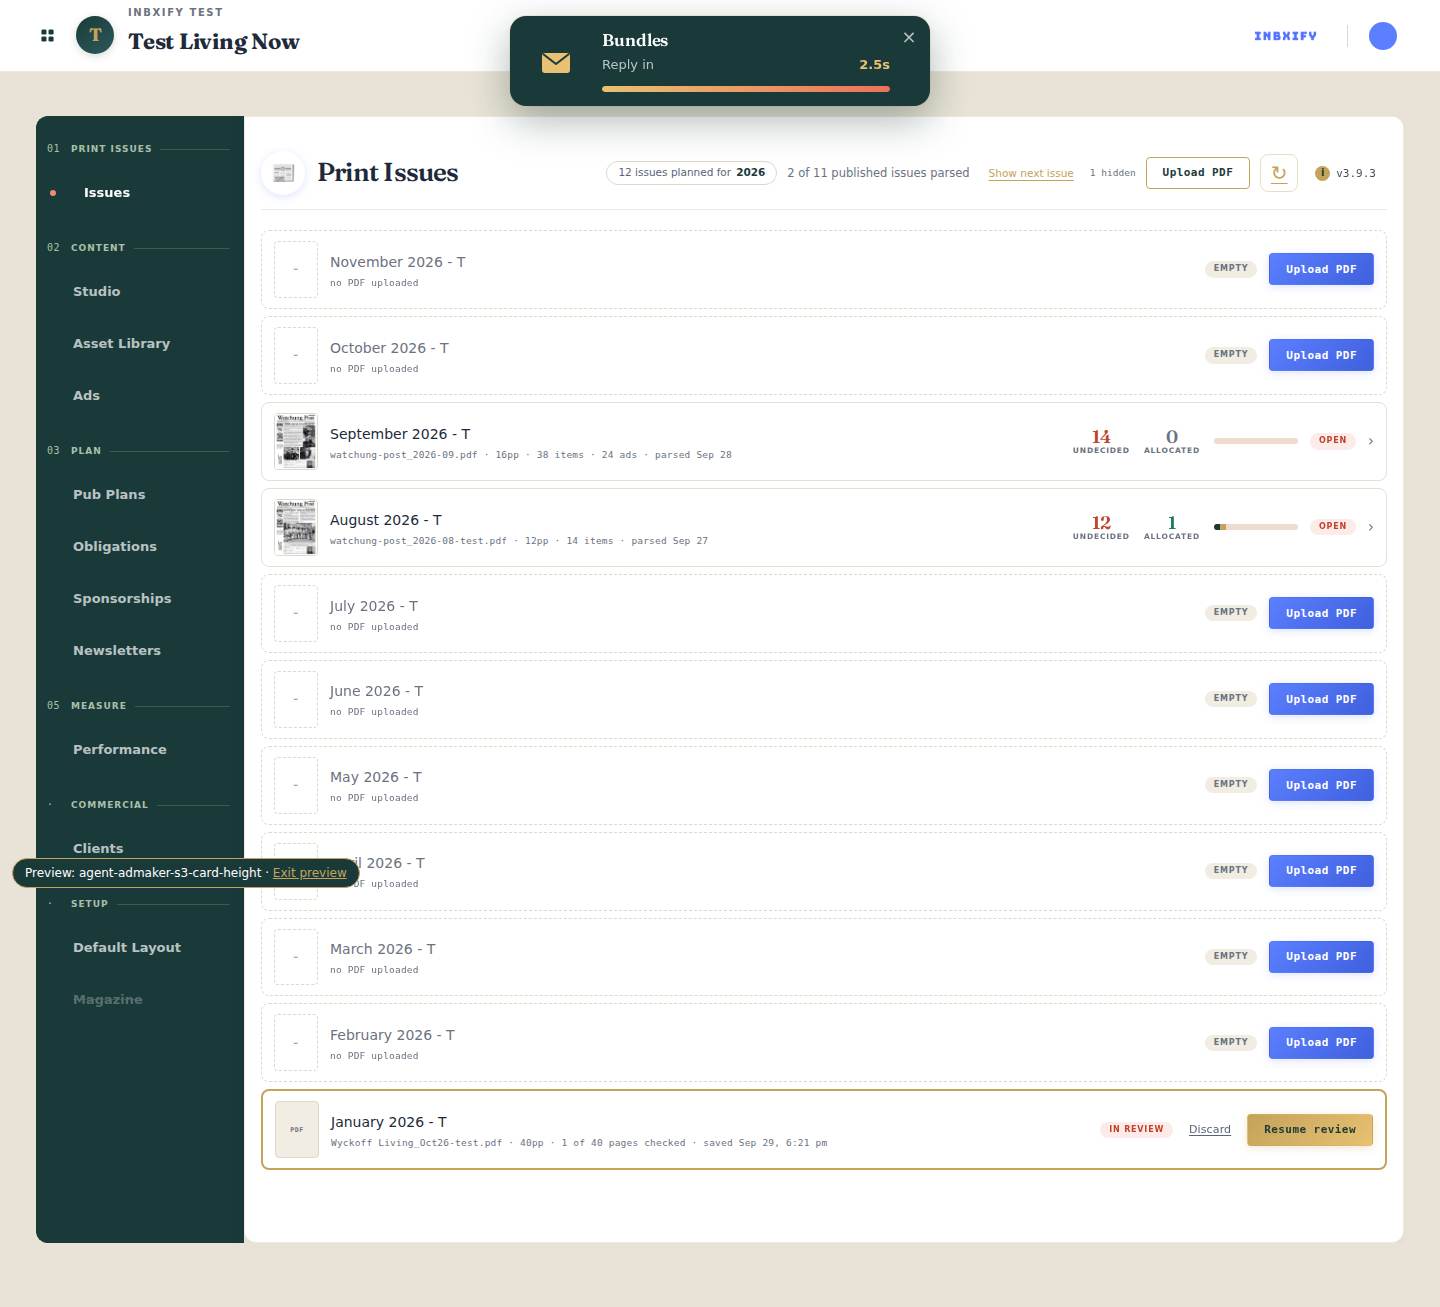 INBXIFY TEST
T
Test Living Now
Bundles
×
Reply in
2.5s
INBXIFY
01 PRINT ISSUES
Issues
02 CONTENT
Studio
Asset Library
Ads
03 PLAN
Pub Plans
Obligations
Sponsorships
Newsletters
05 MEASURE
Performance
· COMMERCIAL
Clients
Preview: agent-admaker-s3-card-height · Exit preview
· SETUP
Default Layout
Magazine
Print Issues
12 issues planned for 2026
2 of 11 published issues parsed
Show next issue
1 hidden
Upload PDF
↻
i v3.9.3
-
November 2026 - T
no PDF uploaded
EMPTY
Upload PDF
-
October 2026 - T
no PDF uploaded
EMPTY
Upload PDF
Watchung Post
September 2026 - T
watchung-post_2026-09.pdf · 16pp · 38 items · 24 ads · parsed Sep 28
14
UNDECIDED
0
ALLOCATED
OPEN ›
Watchung Post
August 2026 - T
watchung-post_2026-08-test.pdf · 12pp · 14 items · parsed Sep 27
12
UNDECIDED
1
ALLOCATED
OPEN ›
-
July 2026 - T
no PDF uploaded
EMPTY
Upload PDF
-
June 2026 - T
no PDF uploaded
EMPTY
Upload PDF
-
May 2026 - T
no PDF uploaded
EMPTY
Upload PDF
il 2026 - T
DF uploaded
EMPTY
Upload PDF
-
March 2026 - T
no PDF uploaded
EMPTY
Upload PDF
-
February 2026 - T
no PDF uploaded
EMPTY
Upload PDF
PDF
January 2026 - T
Wyckoff Living_Oct26-test.pdf · 40pp · 1 of 40 pages checked · saved Sep 29, 6:21 pm
IN REVIEW
Discard
Resume review